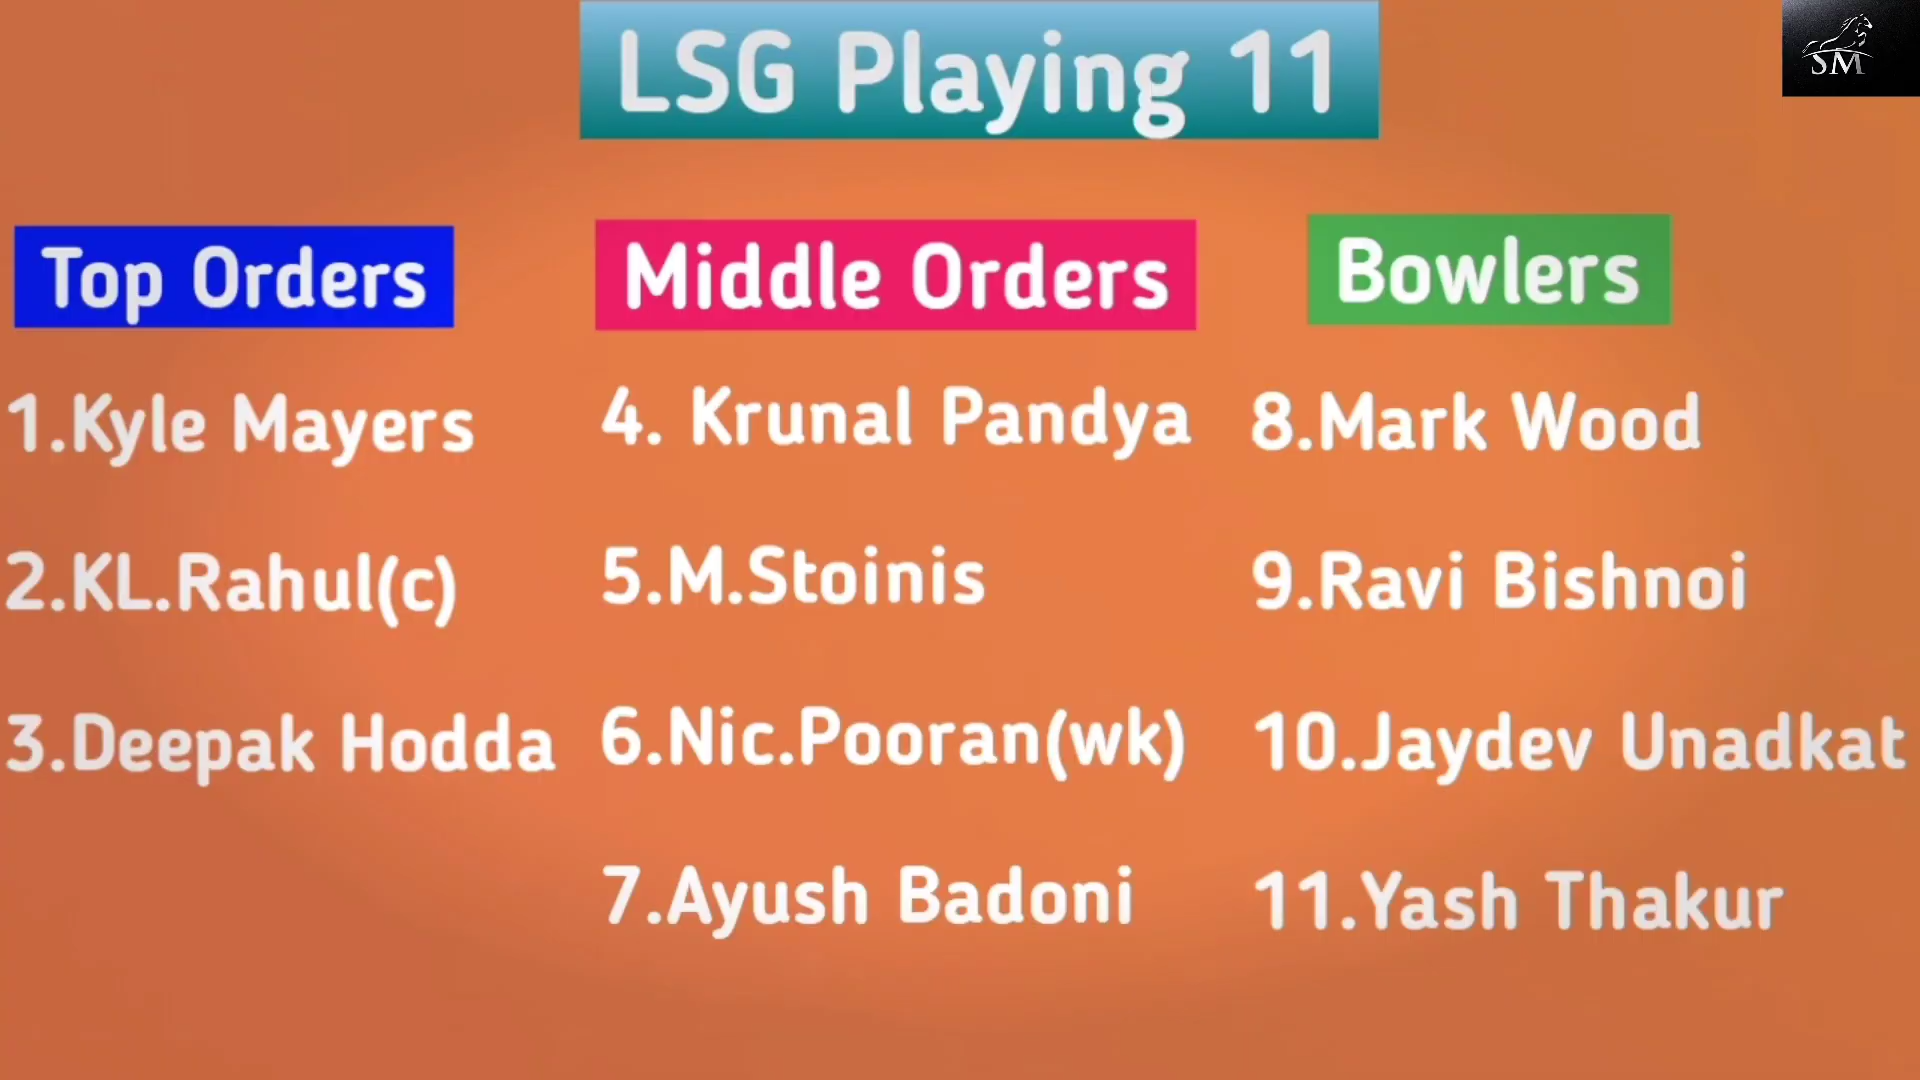 LSG Playing 11
SM
Top Orders
1.Kyle Mayers
2.KL.Rahul(c)
3.Deepak Hodda
Middle Orders
4. Krunal Pandya
5.M.Stoinis
6.Nic.Pooran(wk)
7.Ayush Badoni
Bowlers
8.Mark Wood
9.Ravi Bishnoi
10.Jaydev Unadkat
11.Yash Thakur